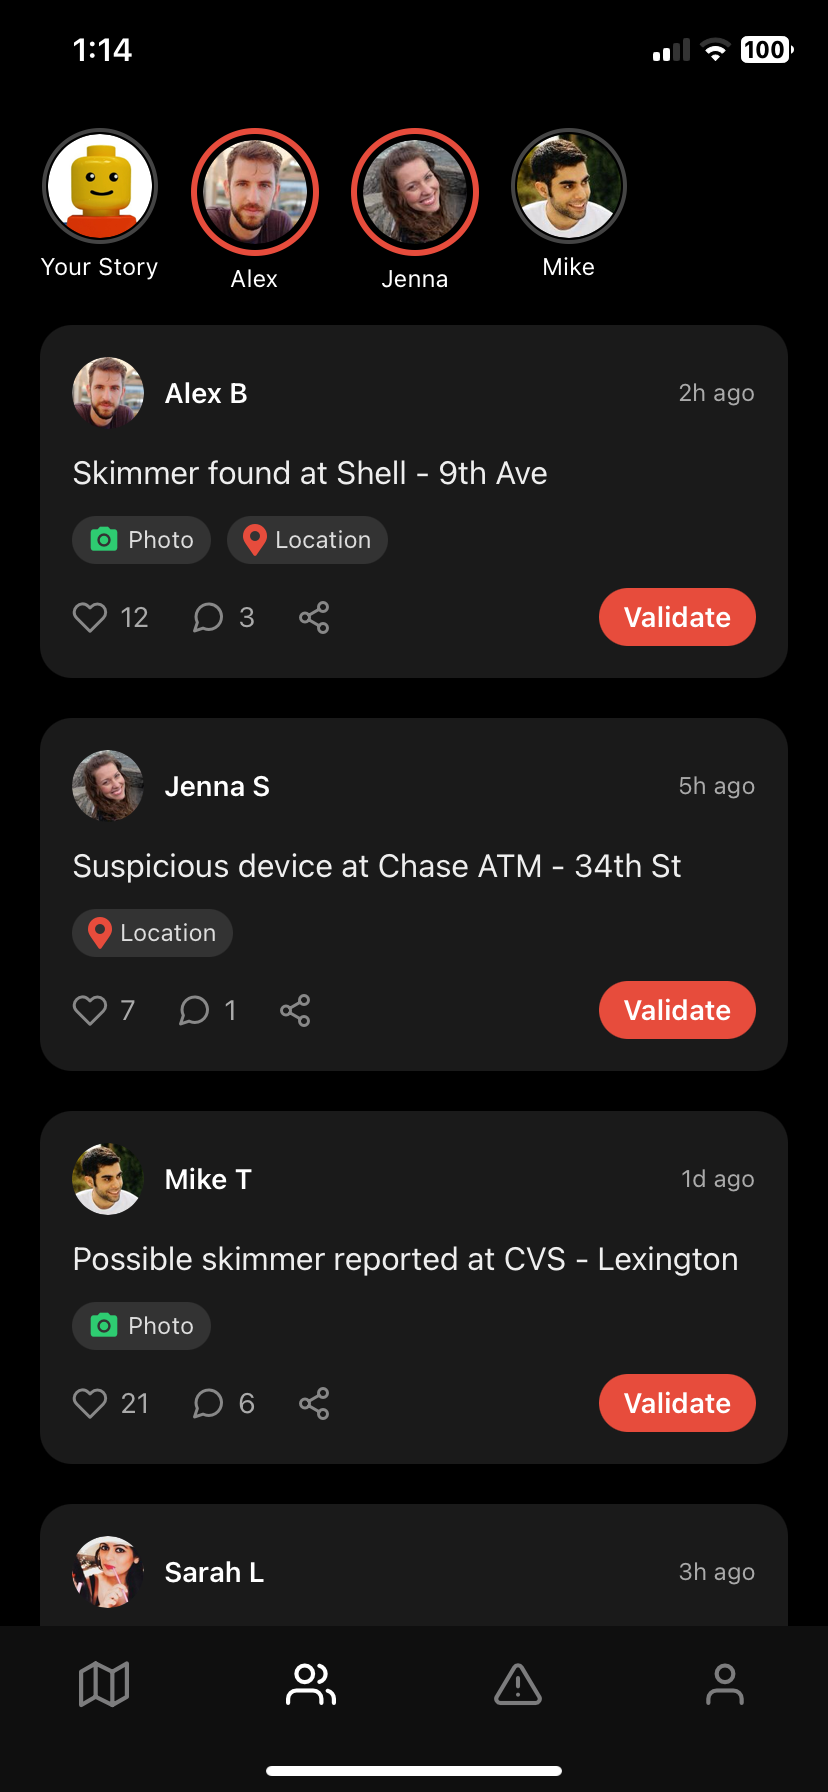 1:14
100
Your Story
Alex
Jenna
Mike
Alex B
2h ago
Skimmer found at Shell - 9th Ave
Photo
Location
12
3
Validate
Jenna S
5h ago
Suspicious device at Chase ATM - 34th St
Location
7
1
Validate
Mike T
1d ago
Possible skimmer reported at CVS - Lexington
Photo
21
6
Validate
Sarah L
3h ago